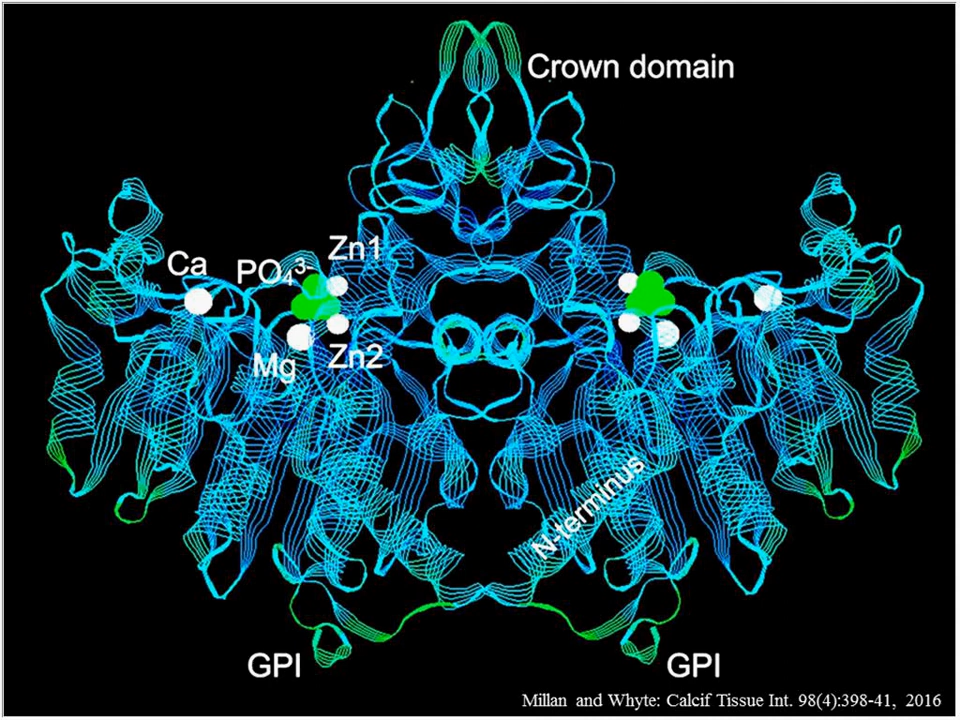 Crown domain
Zn1
Ca
PO₄³⁻
Mg
Zn2
N-terminus
GPI
GPI
Millan and Whyte: Calcif Tissue Int. 98(4):398-41, 2016